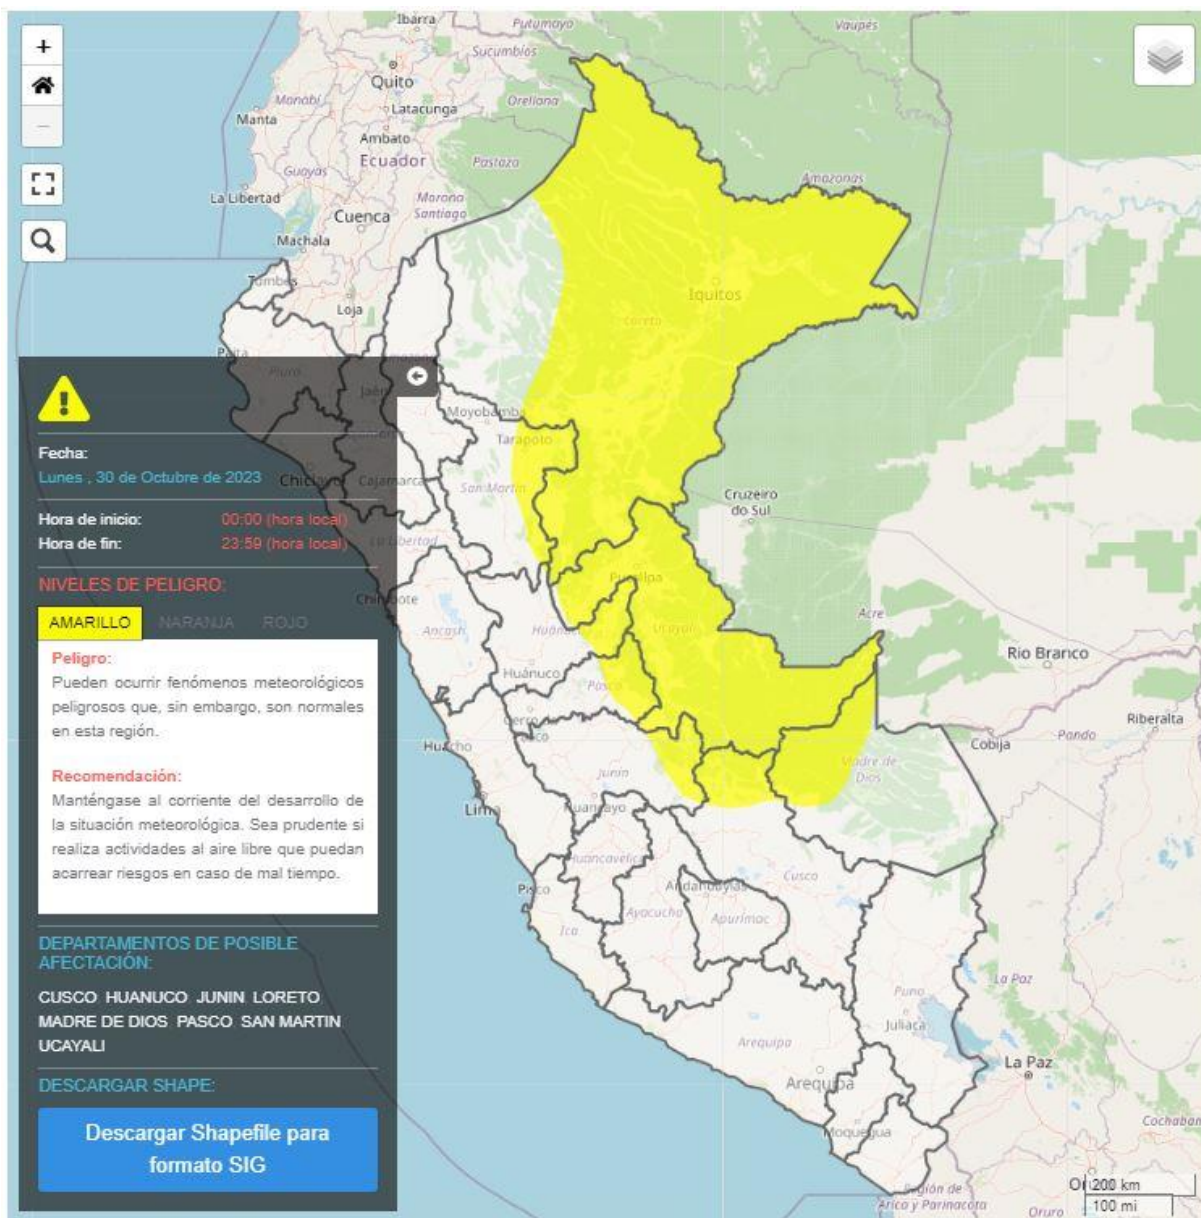 +
−
Ibarra
Putumayo
Vaupés
Sucumbíos
Quito
Orellana
Manabí
Latacunga
Manta
Ambato
Ecuador
Pastaza
Amazonas
Guayas
Morona
Santiago
La Libertad
Cuenca
Machala
Tumbes
Loja
Iquitos
Loreto
Paita
Piura
Jaén
Moyobamba
Tarapoto
Chiclayo
Cajamarca
San Martín
Cruzeiro
do Sul
La Libertad
Pucallpa
Chimbote
Ancash
Huánuco
Ucayali
Acre
Rio Branco
Huánuco
Pasco
Riberalta
Cerro de
Pasco
Cobija
Pando
Huacho
Junín
Madre de
Dios
Lima
Huancayo
Huancavelica
Cusco
Pisco
Andahuaylas
Ayacucho
Apurímac
Ica
La Paz
Puno
Juliaca
Arequipa
La Paz
Arequipa
Moquegua
Región de
Arica y Parinacota
Oruro
200 km
100 mi
Fecha:
Lunes , 30 de Octubre de 2023
Hora de inicio: 00:00 (hora local)
Hora de fin: 23:59 (hora local)
NIVELES DE PELIGRO:
AMARILLO NARANJA ROJO
Peligro:
Pueden ocurrir fenómenos meteorológicos
peligrosos que, sin embargo, son normales
en esta región.
Recomendación:
Manténgase al corriente del desarrollo de
la situación meteorológica. Sea prudente si
realiza actividades al aire libre que puedan
acarrear riesgos en caso de mal tiempo.
DEPARTAMENTOS DE POSIBLE
AFECTACIÓN:
CUSCO HUANUCO JUNIN LORETO
MADRE DE DIOS PASCO SAN MARTIN
UCAYALI
DESCARGAR SHAPE:
Descargar Shapefile para
formato SIG